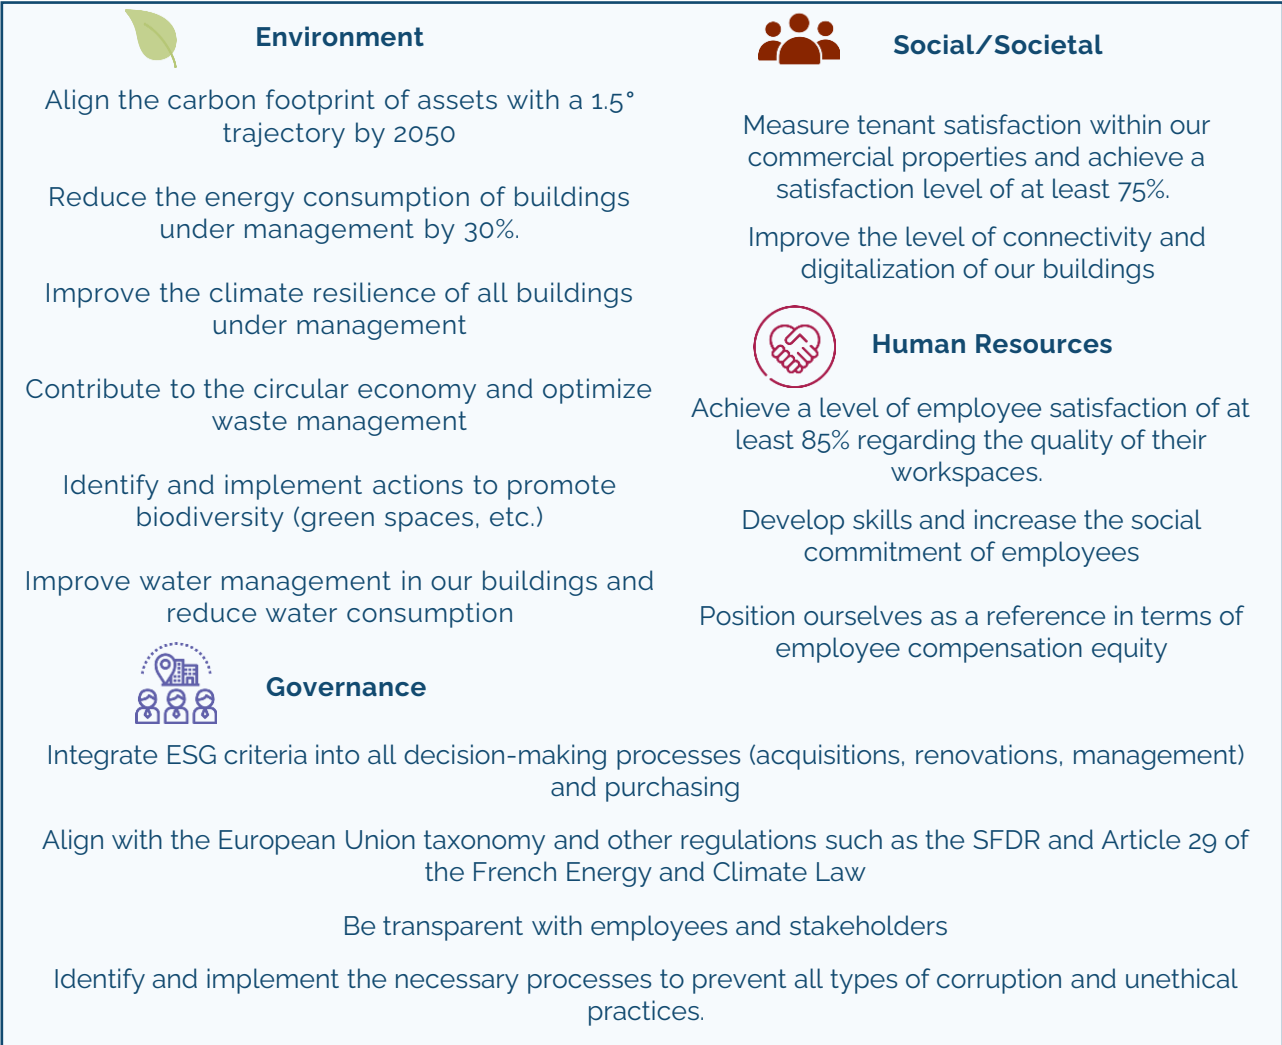 Environment
Align the carbon footprint of assets with a 1.5°
trajectory by 2050
Reduce the energy consumption of buildings
under management by 30%.
Improve the climate resilience of all buildings
under management
Contribute to the circular economy and optimize
waste management
Identify and implement actions to promote
biodiversity (green spaces, etc.)
Improve water management in our buildings and
reduce water consumption
Social/Societal
Measure tenant satisfaction within our
commercial properties and achieve a
satisfaction level of at least 75%.
Improve the level of connectivity and
digitalization of our buildings
Human Resources
Achieve a level of employee satisfaction of at
least 85% regarding the quality of their
workspaces.
Develop skills and increase the social
commitment of employees
Position ourselves as a reference in terms of
employee compensation equity
Governance
Integrate ESG criteria into all decision-making processes (acquisitions, renovations, management)
and purchasing
Align with the European Union taxonomy and other regulations such as the SFDR and Article 29 of
the French Energy and Climate Law
Be transparent with employees and stakeholders
Identify and implement the necessary processes to prevent all types of corruption and unethical
practices.